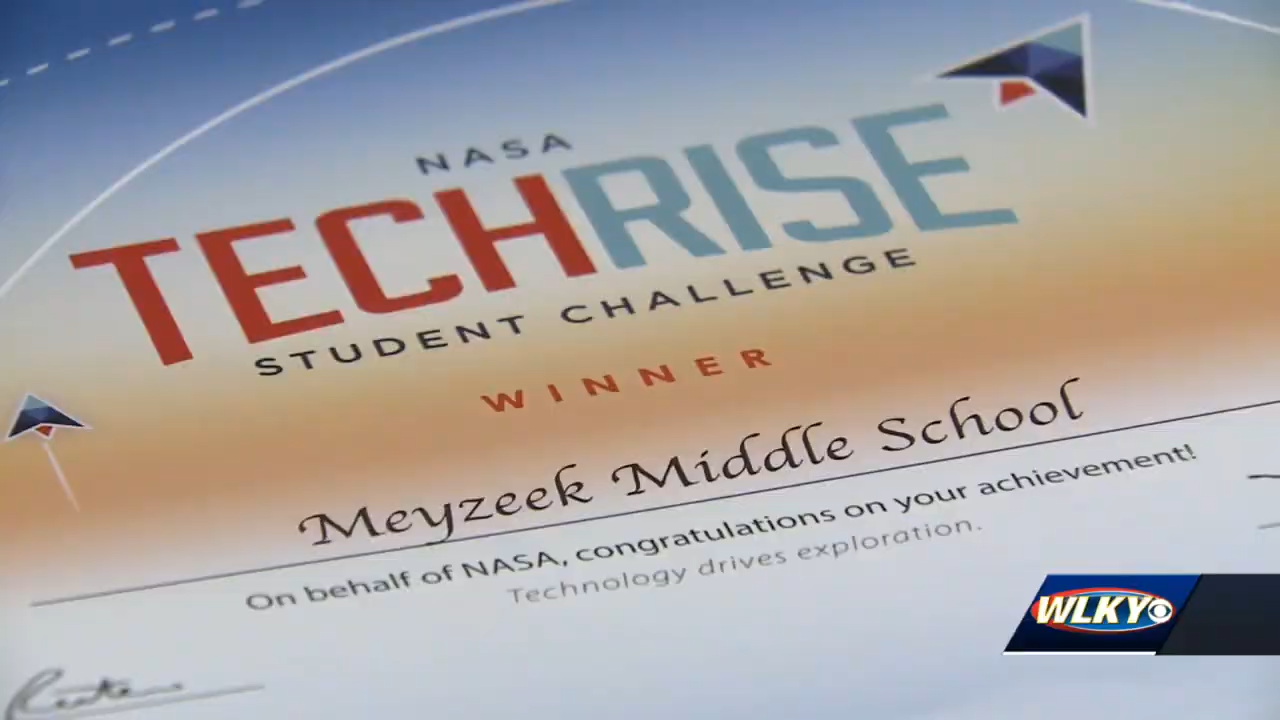 NASA
TECHRISE
STUDENT CHALLENGE
WINNER
Meyzeek Middle School
On behalf of NASA, congratulations on your achievement!
Technology drives exploration.
WLKY